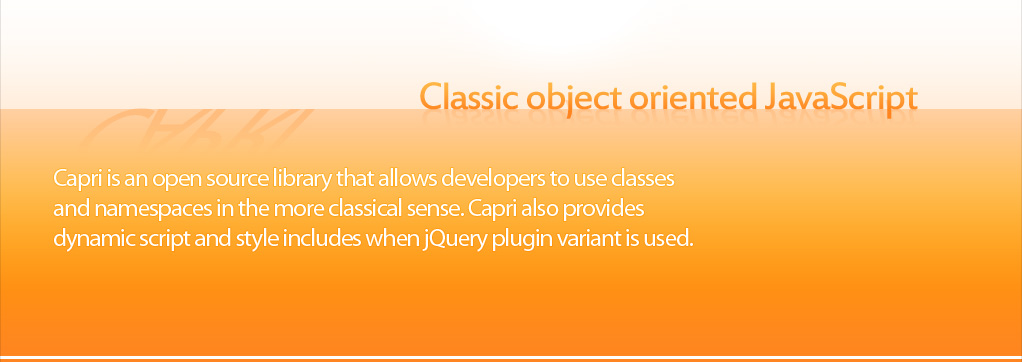 Classic object oriented JavaScript
Capri is an open source library that allows developers to use classes
and namespaces in the more classical sense. Capri also provides
dynamic script and style includes when jQuery plugin variant is used.